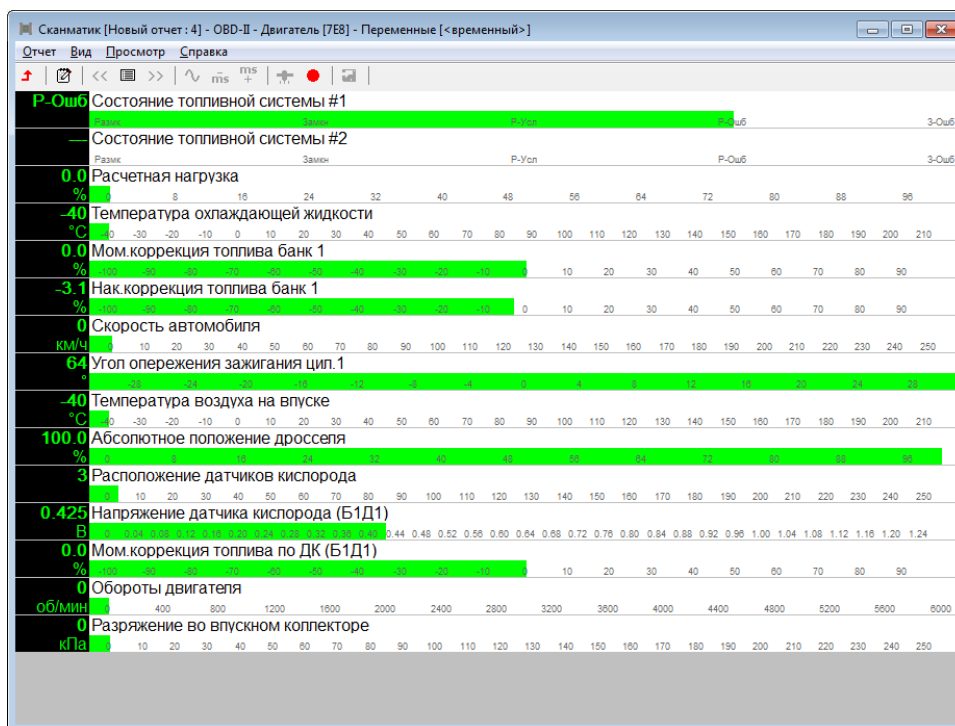 Сканматик [Новый отчет : 4] - OBD-II - Двигатель [7E8] - Переменные [<временный>]
Отчет Вид Просмотр Справка
<< >> ms ms +
Р-Ошб Состояние топливной системы #1
Размк Замкн Р-Усл Р-Ошб З-Ошб
— Состояние топливной системы #2
Размк Замкн Р-Усл Р-Ошб З-Ошб
0.0 Расчетная нагрузка
% 0 8 16 24 32 40 48 56 64 72 80 88 96
-40 Температура охлаждающей жидкости
°C -40 -30 -20 -10 0 10 20 30 40 50 60 70 80 90 100 110 120 130 140 150 160 170 180 190 200 210
0.0 Мом.коррекция топлива банк 1
% -100 -90 -80 -70 -60 -50 -40 -30 -20 -10 0 10 20 30 40 50 60 70 80 90
-3.1 Нак.коррекция топлива банк 1
% -100 -90 -80 -70 -60 -50 -40 -30 -20 -10 0 10 20 30 40 50 60 70 80 90
0 Скорость автомобиля
км/ч 0 10 20 30 40 50 60 70 80 90 100 110 120 130 140 150 160 170 180 190 200 210 220 230 240 250
64 Угол опережения зажигания цил.1
° -28 -24 -20 -16 -12 -8 -4 0 4 8 12 16 20 24 28
-40 Температура воздуха на впуске
°C -40 -30 -20 -10 0 10 20 30 40 50 60 70 80 90 100 110 120 130 140 150 160 170 180 190 200 210
100.0 Абсолютное положение дросселя
% 0 8 16 24 32 40 48 56 64 72 80 88 96
3 Расположение датчиков кислорода
0 10 20 30 40 50 60 70 80 90 100 110 120 130 140 150 160 170 180 190 200 210 220 230 240 250
0.425 Напряжение датчика кислорода (Б1Д1)
В 0 0.04 0.08 0.12 0.16 0.20 0.24 0.28 0.32 0.36 0.40 0.44 0.48 0.52 0.56 0.60 0.64 0.68 0.72 0.76 0.80 0.84 0.88 0.92 0.96 1.00 1.04 1.08 1.12 1.16 1.20 1.24
0.0 Мом.коррекция топлива по ДК (Б1Д1)
% -100 -90 -80 -70 -60 -50 -40 -30 -20 -10 0 10 20 30 40 50 60 70 80 90
0 Обороты двигателя
об/мин 0 400 800 1200 1600 2000 2400 2800 3200 3600 4000 4400 4800 5200 5600 6000
0 Разряжение во впускном коллекторе
кПа 0 10 20 30 40 50 60 70 80 90 100 110 120 130 140 150 160 170 180 190 200 210 220 230 240 250